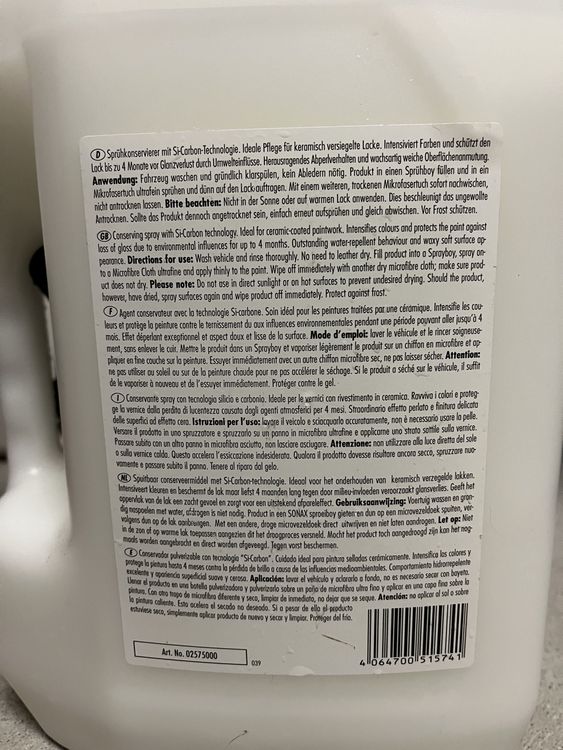 D Sprühkonservierer mit Si-Carbon-Technologie. Ideale Pflege für keramisch versiegelte Lacke. Intensiviert Farben und schützt den
Lack bis zu 4 Monate vor Glanzverlust durch Umwelteinflüsse. Herausragendes Abperlverhalten und wachsartig weiche Oberflächenanmutung.
Anwendung: Fahrzeug waschen und gründlich klarspülen, kein Abledern nötig. Produkt in einen Sprühboy füllen und in ein
Mikrofasertuch ultrafein sprühen und dünn auf den Lack auftragen. Mit einem weiteren, trockenen Mikrofasertuch sofort nachwischen,
nicht antrocknen lassen. Bitte beachten: Nicht in der Sonne oder auf warmen Lack anwenden. Dies beschleunigt das ungewollte
Antrocknen. Sollte das Produkt dennoch angetrocknet sein, einfach erneut aufsprühen und gleich abwischen. Vor Frost schützen.
GB Conserving spray with Si-Carbon technology. Ideal for ceramic-coated paintwork. Intensifies colours and protects the paint against
loss of gloss due to environmental influences for up to 4 months. Outstanding water-repellent behaviour and waxy soft surface ap-
pearance. Directions for use: Wash vehicle and rinse thoroughly. No need to leather dry. Fill product into a Sprayboy, spray on-
to a Microfibre Cloth ultrafine and apply thinly to the paint. Wipe off immediately with another dry microfibre cloth; make sure prod-
uct does not dry. Please note: Do not use in direct sunlight or on hot surfaces to prevent undesired drying. Should the product,
however, have dried, spray surfaces again and wipe product off immediately. Protect against frost.
F Agent conservateur avec la technologie Si-carbone. Soin idéal pour les peintures traitées par une céramique. Intensifie les cou-
leurs et protège la peinture contre le ternissement du aux influences environnementales pendant une période pouvant aller jusqu'à 4
mois. Effet déperlant exceptionnel et aspect doux et lisse de la surface. Mode d'emploi: laver le véhicule et le rincer soigneuse-
ment, sans enlever le cuir. Mettre le produit dans un Sprayboy et vaporiser légèrement le produit sur un chiffon en microfibre et ap-
pliquer en fine couche sur la peinture. Essuyer immédiatement avec un autre chiffon microfibre sec, ne pas laisser sécher. Attention:
ne pas utiliser au soleil ou sur de la peinture chaude pour ne pas accélérer le séchage. Si le produit a séché sur le véhicule, il suffit
de le vaporiser à nouveau et de l'essuyer immédiatement. Protéger contre le gel.
I Conservante spray con tecnologia silicio e carbonio. Ideale per le vernici con rivestimento in ceramica. Ravviva i colori e proteg-
ge la vernice dalla perdita di lucentezza causata dagli agenti atmosferici per 4 mesi. Straordinario effetto perlato e finitura delicata
delle superfici ad effetto cera. Istruzioni per l'uso: lavare il veicolo e sciacquarlo accuratamente, non è necessario usare la pelle.
Versare il prodotto in uno spruzzatore e spruzzarlo su un panno in microfibra ultrafine e applicarne uno strato sottile sulla vernice.
Passare subito con un altro panno in microfibra asciutto, non lasciare asciugare. Attenzione: non utilizzare alla luce diretta del sole
o sulla vernice calda. Questo accelera l'essiccazione indesiderata. Qualora il prodotto dovesse risultare ancora secco, spruzzare nuo-
vamente e passare subito il panno. Tenere al riparo dal gelo.
NL Spuitbaar conserveermiddel met Si-Carbon-Technologie. Ideaal voor het onderhouden van keramisch verzegelde lakken.
Intensiveert kleuren en beschermt de lak maar liefst 4 maanden lang tegen door milieu-invloeden veroorzaakt glansverlies. Geeft het
oppervlak van de lak een zacht gevoel en zorgt voor een uitstekend afpareleffect. Gebruiksaanwijzing: Voertuig wassen en gron-
dig naspoelen met water, afdrogen is niet nodig. Product in een SONAX sproeiboy gieten en dun op een microvezeldoek spuiten, ver-
volgens dun op de lak aanbrengen. Met een andere, droge microvezeldoek direct uitwrijven en niet laten aandrogen. Let op: Niet
in de zon of op warme lak toepassen aangezien dit het droogproces versneld. Mocht het product toch aangedroogd zijn kan het nog-
maals worden aangebracht en direct worden afgeveegd. Tegen vorst beschermen.
E Conservador pulverizable con tecnología "Si-Carbon". Cuidado ideal para pintura selladas cerámicamente. Intensifica los colores y
protege la pintura hasta 4 meses contra la pérdida de brillo a causa de las influencias medioambientales. Comportamiento hidrorrepelente
excelente y apariencia superficial suave y cerosa. Aplicación: lavar el vehículo y aclararlo a fondo, no es necesario secar con bayeta.
Llenar el producto en una botella pulverizadora y pulverizarlo sobre un paño de microfibra ultra fino y aplicar en una capa fina sobre la
pintura. Con otro trapo de microfibra diferente y seco, limpiar de inmediato, no dejar que se seque. Atención: no aplicar al sol o sobre
la pintura caliente. Esto acelera el secado no deseado. Si a pesar de ello el producto
estuviese seco, simplemente aplicar producto de nuevo y secar y limpiar. Proteger del frío.
Art. No. 02575000
039
4 064700 515741